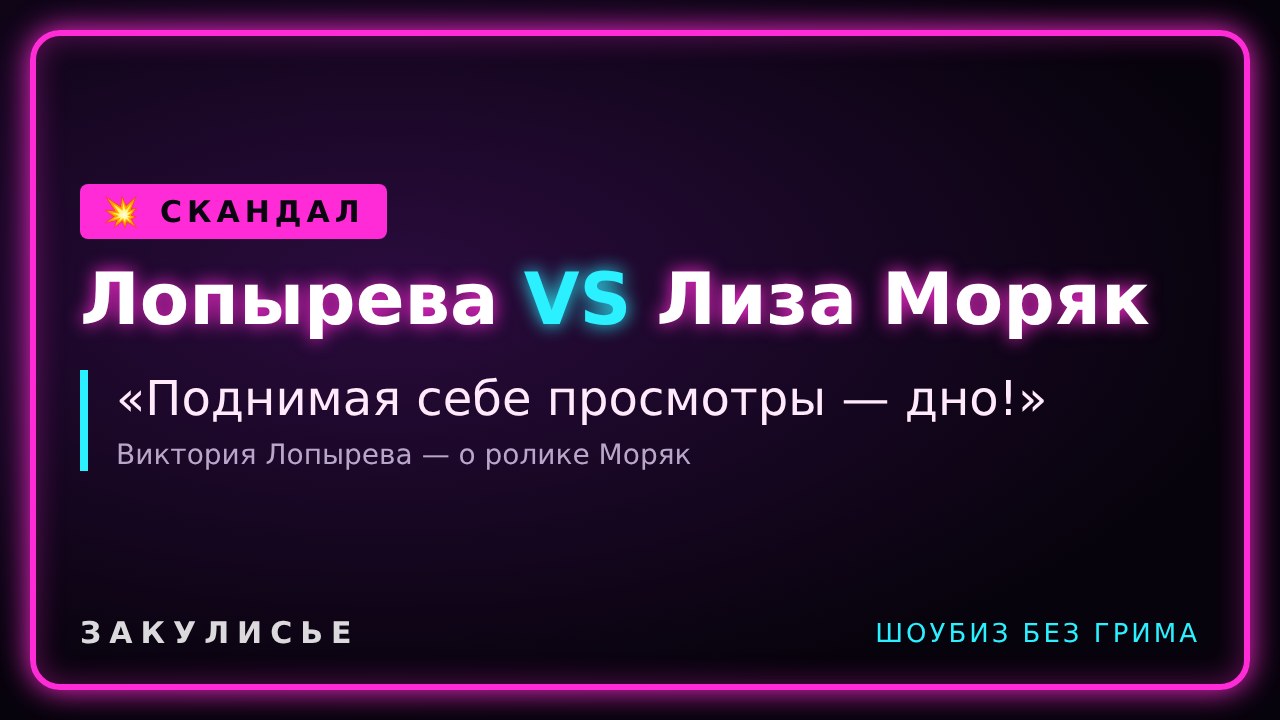 💥 СКАНДАЛ
Лопырева VS Лиза Моряк
«Поднимая себе просмотры — дно!»
Виктория Лопырева — о ролике Моряк
ЗАКУЛИСЬЕ
ШОУБИЗ БЕЗ ГРИМА